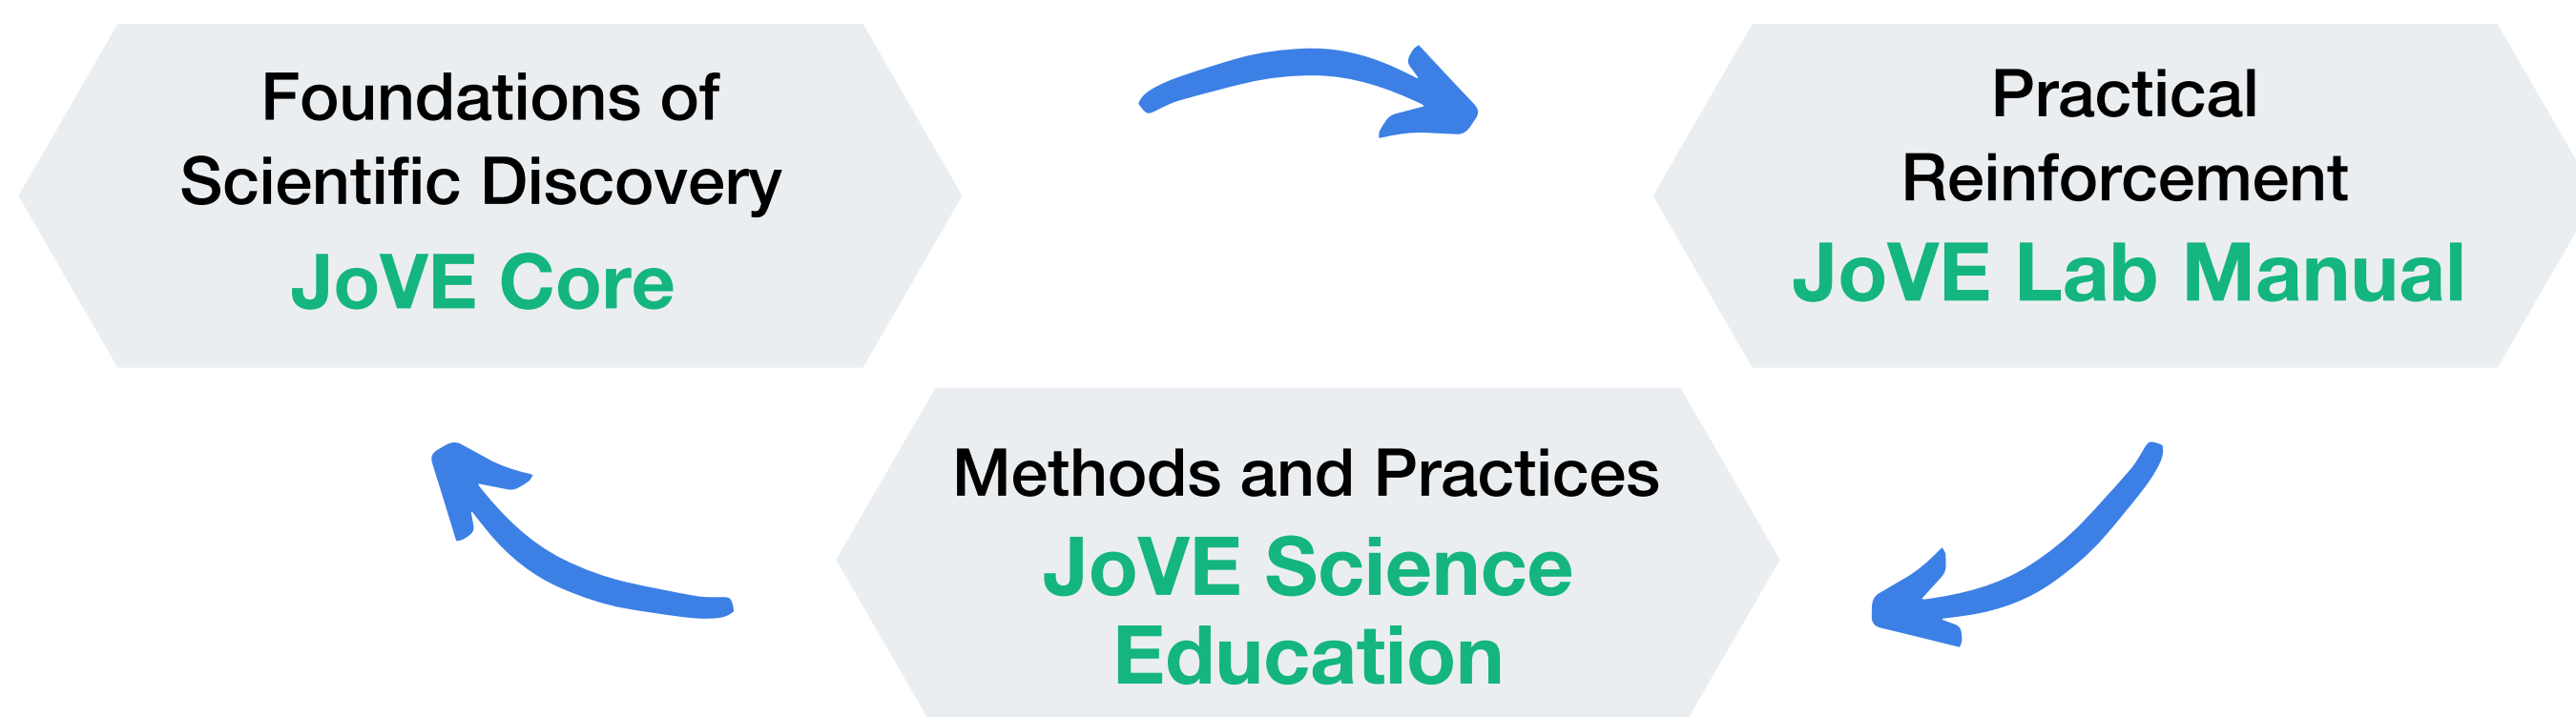 Foundations of
Scientific Discovery
JoVE Core
Practical
Reinforcement
JoVE Lab Manual
Methods and Practices
JoVE Science
Education